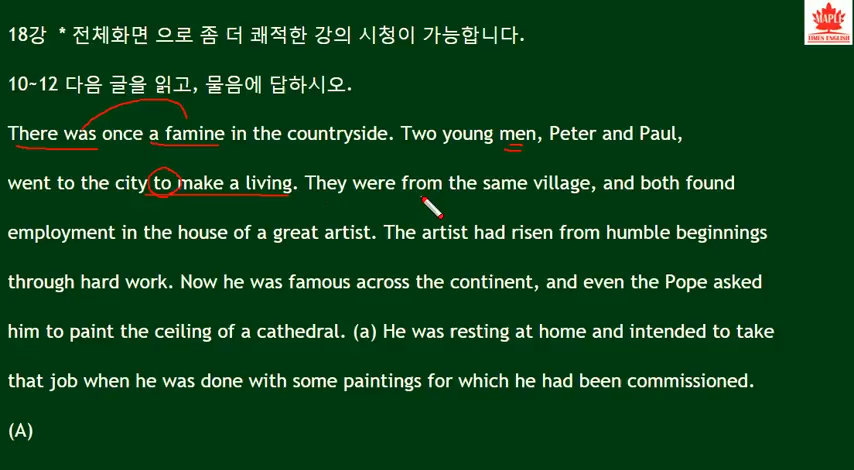 MAPLE
TIMES ENGLISH
18강 * 전체화면 으로 좀 더 쾌적한 강의 시청이 가능합니다.
10~12 다음 글을 읽고, 물음에 답하시오.
There was once a famine in the countryside. Two young men, Peter and Paul,
went to the city to make a living. They were from the same village, and both found
employment in the house of a great artist. The artist had risen from humble beginnings
through hard work. Now he was famous across the continent, and even the Pope asked
him to paint the ceiling of a cathedral. (a) He was resting at home and intended to take
that job when he was done with some paintings for which he had been commissioned.
(A)